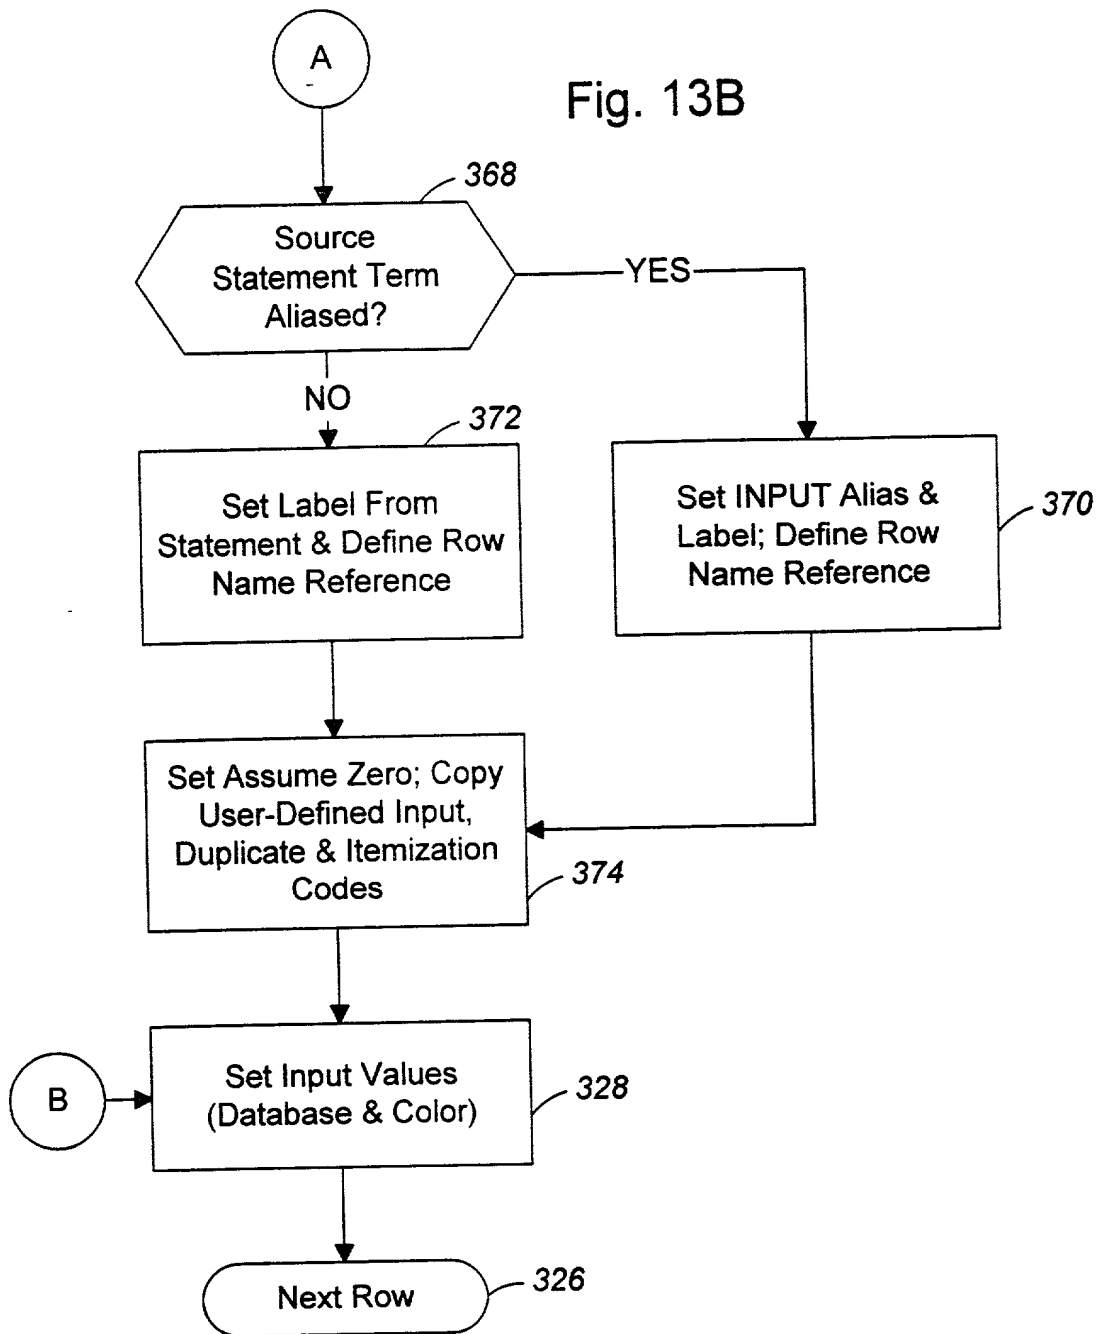 A
Fig. 13B
368
Source
Statement Term
Aliased?
YES
NO
372
Set Label From
Statement & Define Row
Name Reference
Set INPUT Alias &
Label; Define Row
Name Reference
370
Set Assume Zero; Copy
User-Defined Input,
Duplicate & Itemization
Codes
374
B
Set Input Values
(Database & Color)
328
Next Row
326